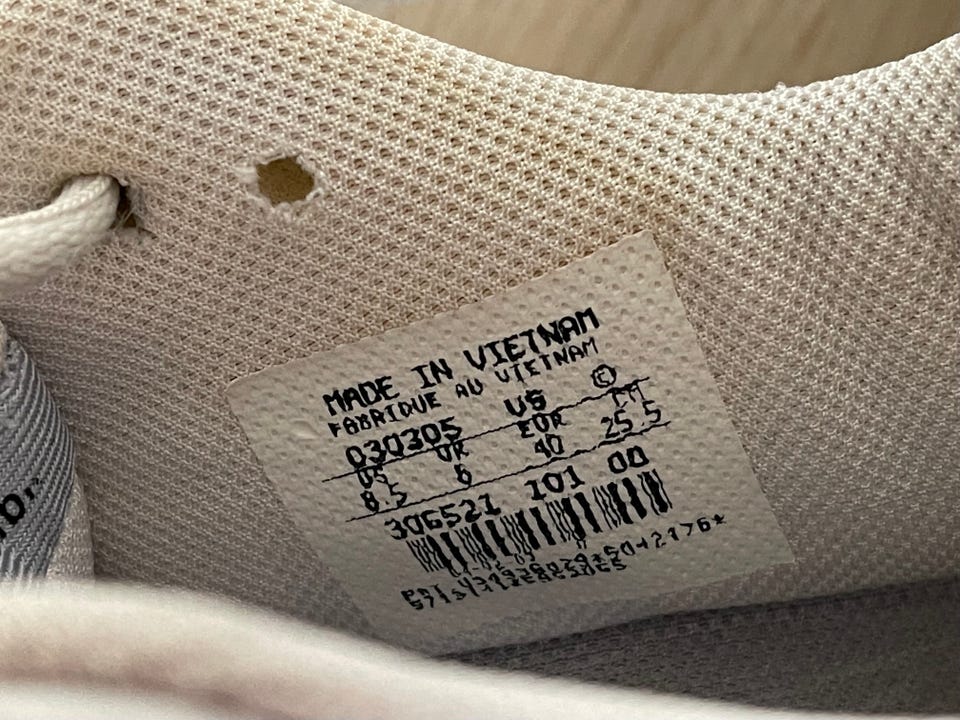 MADE IN VIETNAM
FABRIQUE AU VIETNAM
030305 VS ©
US UK EUR CM
8.5 6 40 25.5
306521 101 00